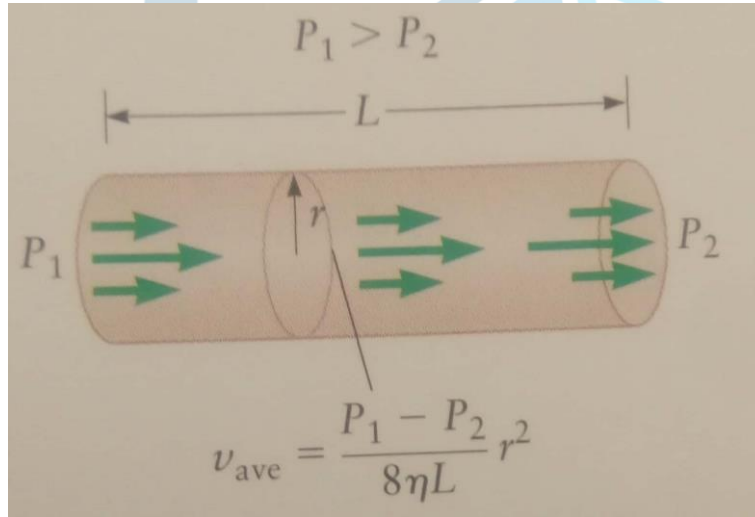 P₁ > P₂
L
r
P₁
P₂
v_ave = (P₁ − P₂)/(8ηL) r²